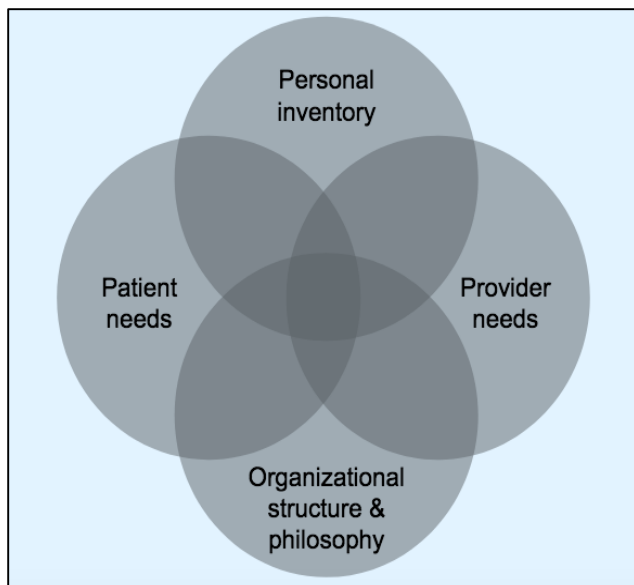 Personal
inventory
Patient
needs
Provider
needs
Organizational
structure &
philosophy